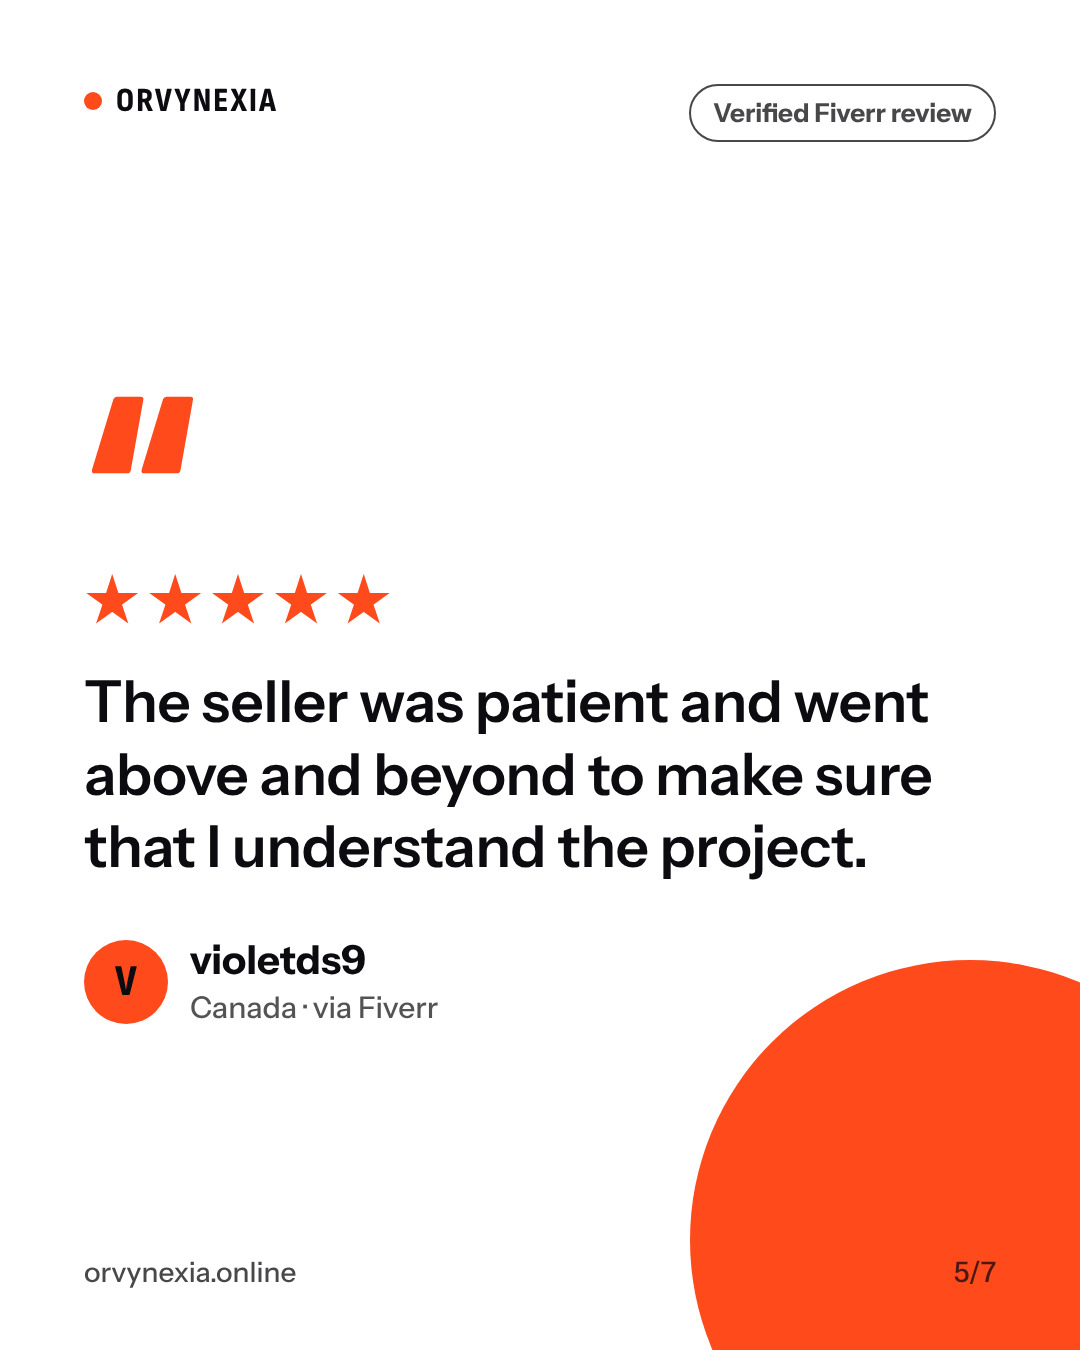 ORVYNEXIA
Verified Fiverr review
"
★★★★★
The seller was patient and went
above and beyond to make sure
that I understand the project.
V
violetds9
Canada · via Fiverr
orvynexia.online
5/7